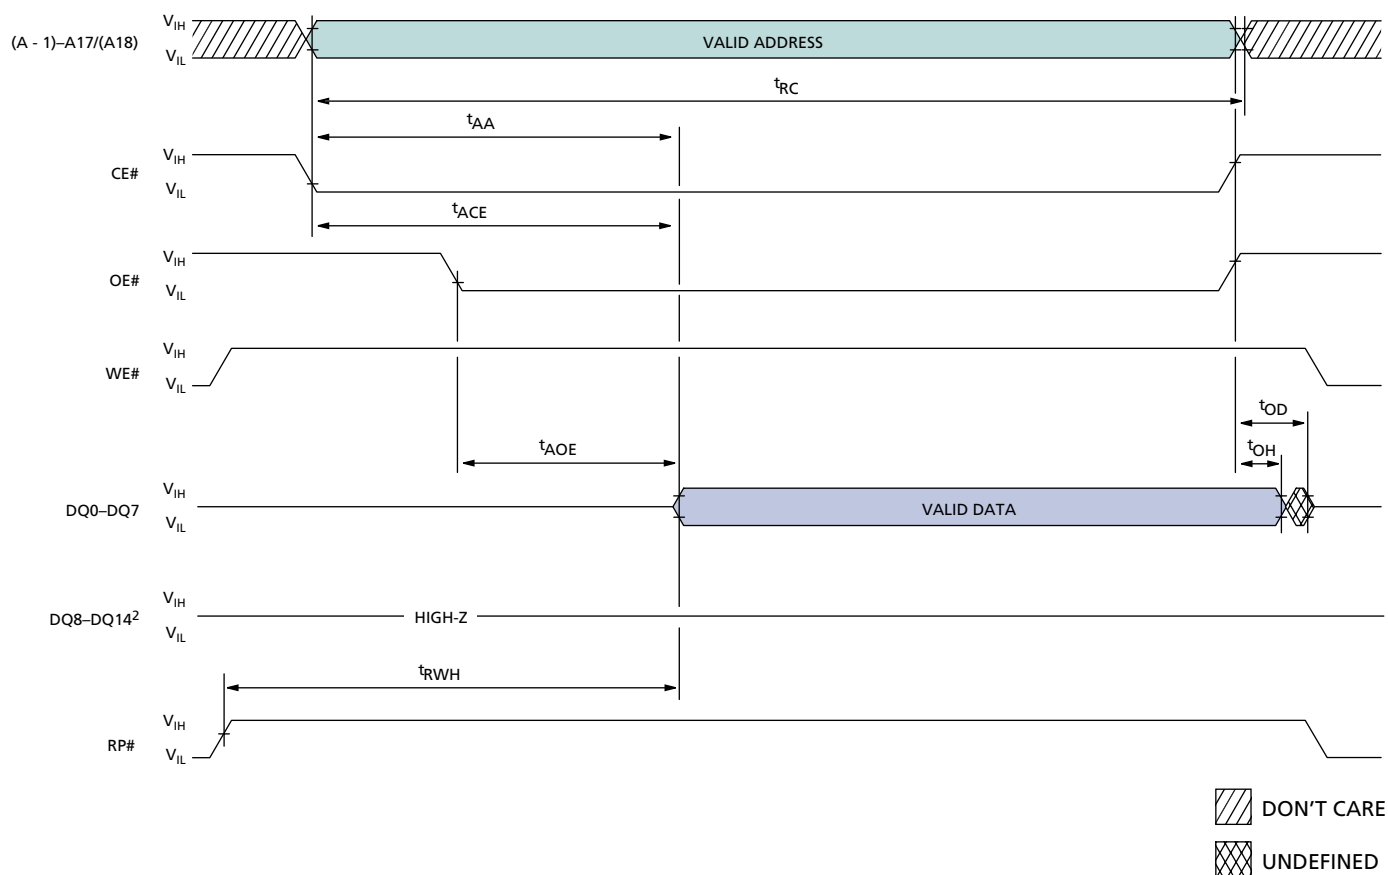 (A - 1)–A17/(A18)
VIH
VIL
VALID ADDRESS
tRC
tAA
CE#
VIH
VIL
tACE
OE#
VIH
VIL
WE#
VIH
VIL
tOD
tAOE
tOH
DQ0–DQ7
VIH
VIL
VALID DATA
DQ8–DQ14²
VIH
VIL
HIGH-Z
tRWH
RP#
VIH
VIL
DON'T CARE
UNDEFINED